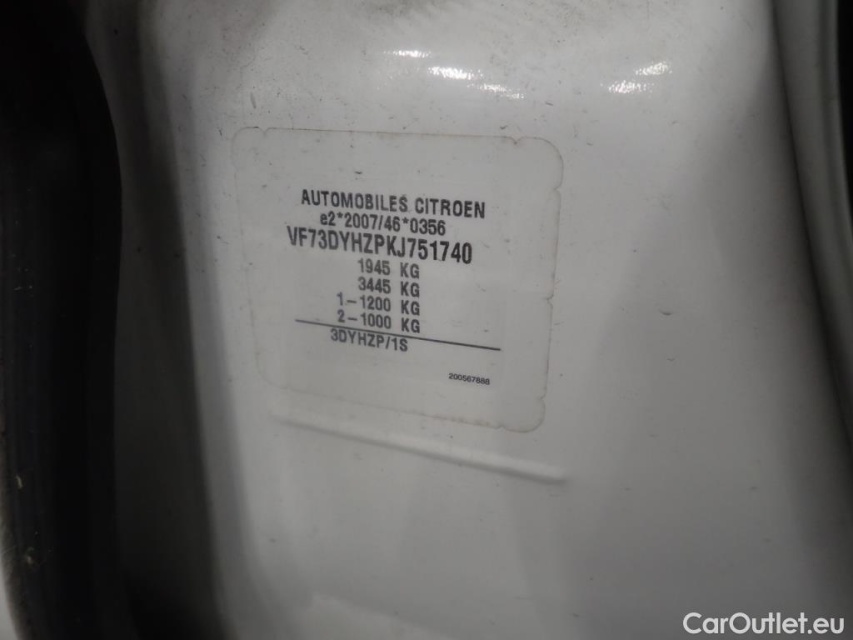 AUTOMOBILES CITROEN
e2*2007/46*0356
VF73DYHZPKJ751740
1945 KG
3445 KG
1-1200 KG
2-1000 KG
3DYHZP/1S
200567888
CarOutlet.eu